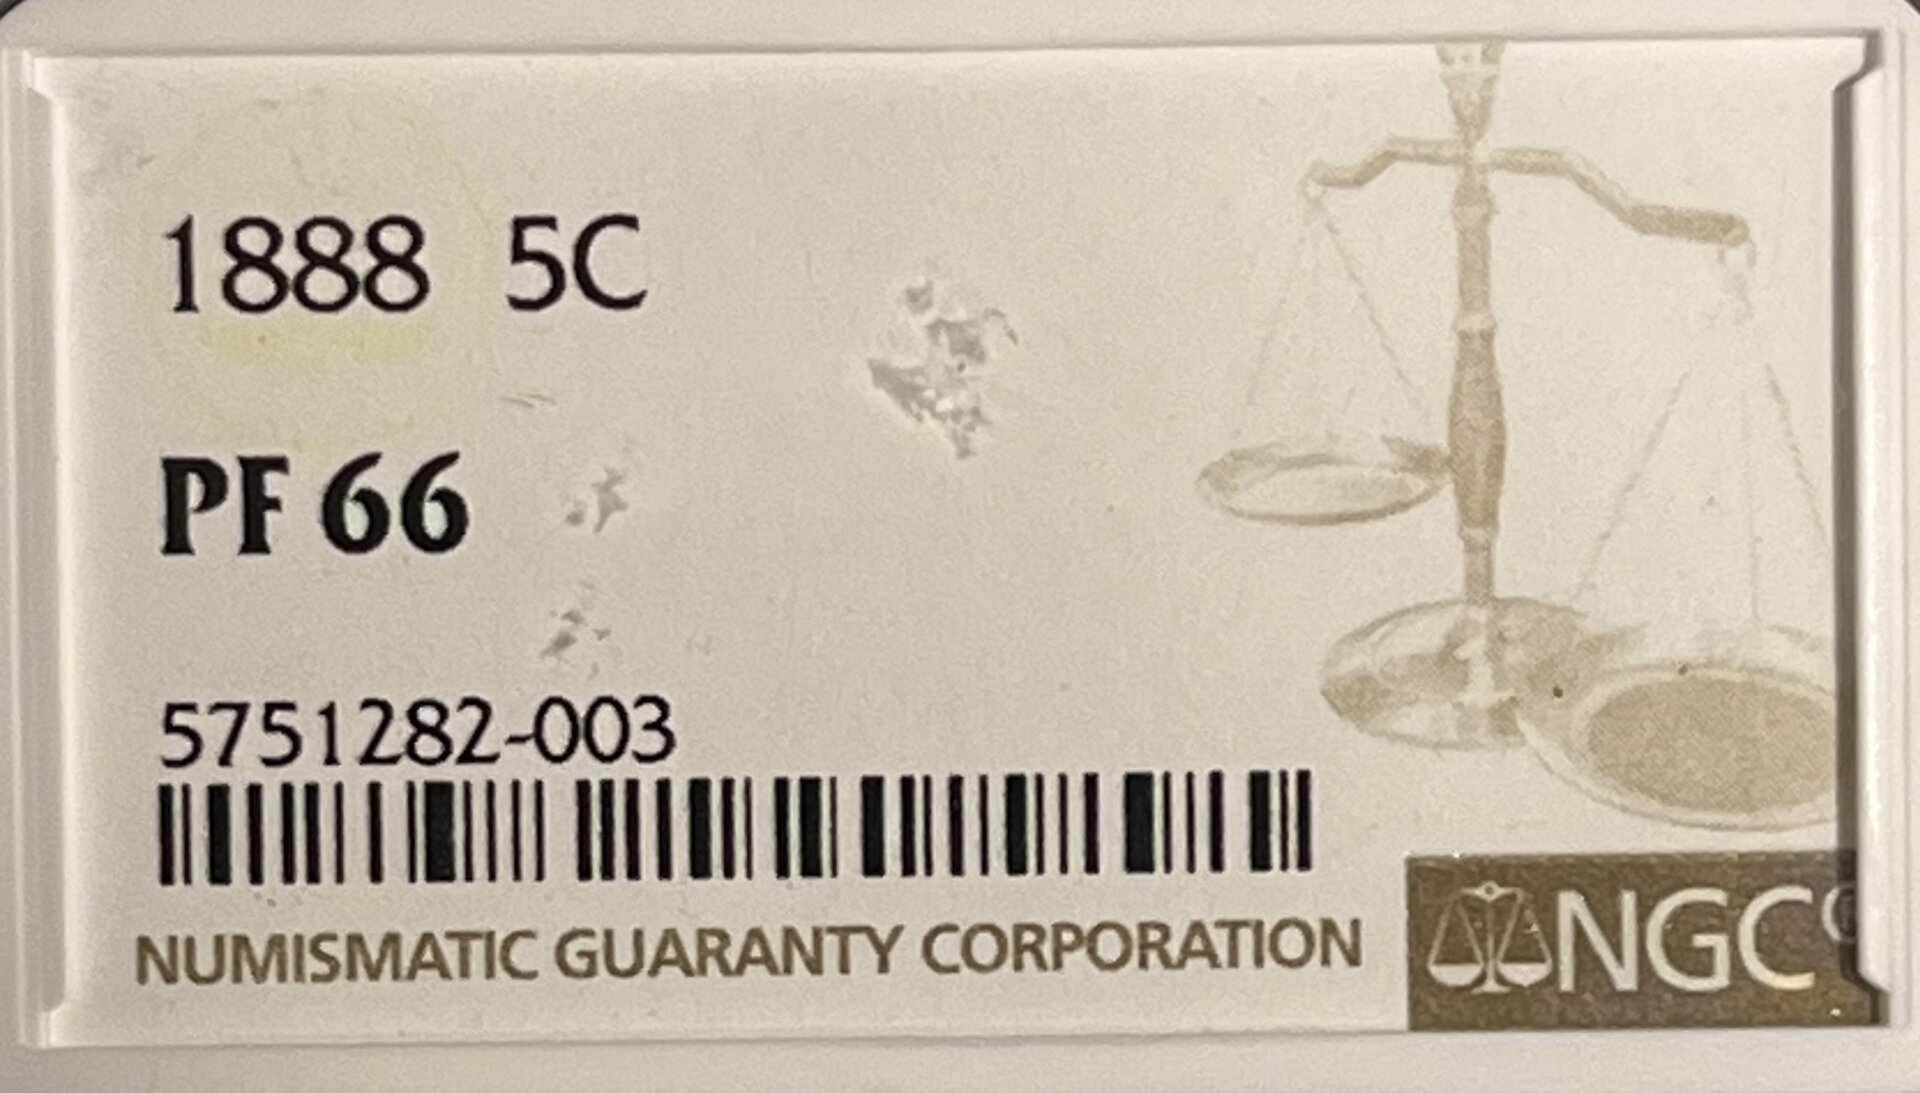 1888 5C
PF 66
5751282-003
NUMISMATIC GUARANTY CORPORATION
NGC